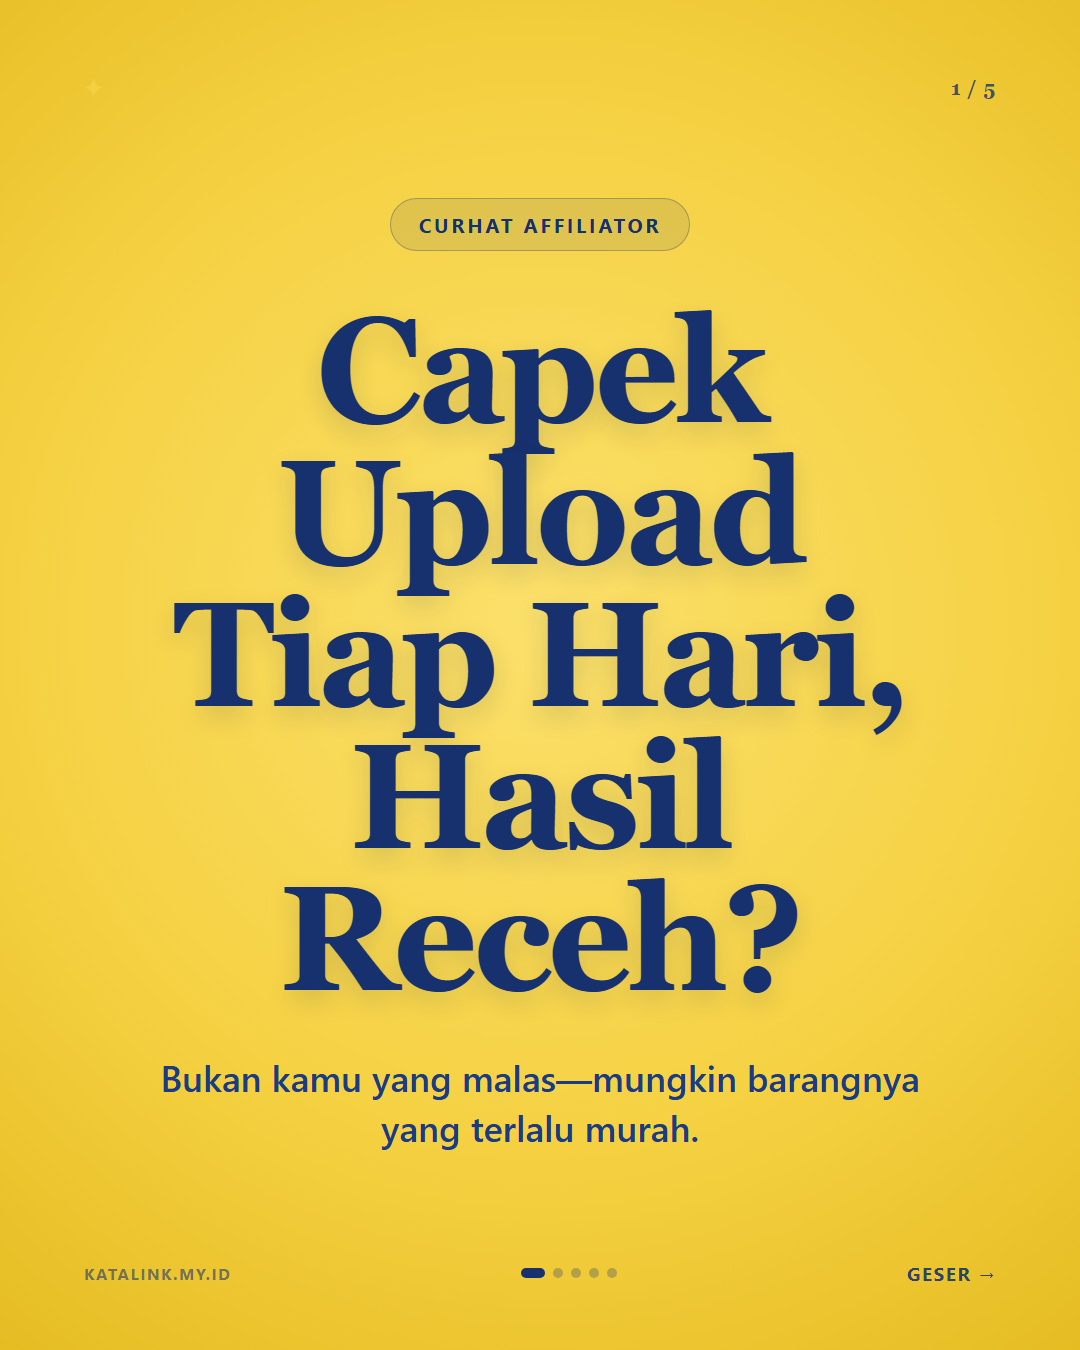 1 / 5
CURHAT AFFILIATOR
Capek
Upload
Tiap Hari,
Hasil
Receh?
Bukan kamu yang malas—mungkin barangnya
yang terlalu murah.
KATALINK.MY.ID
GESER →